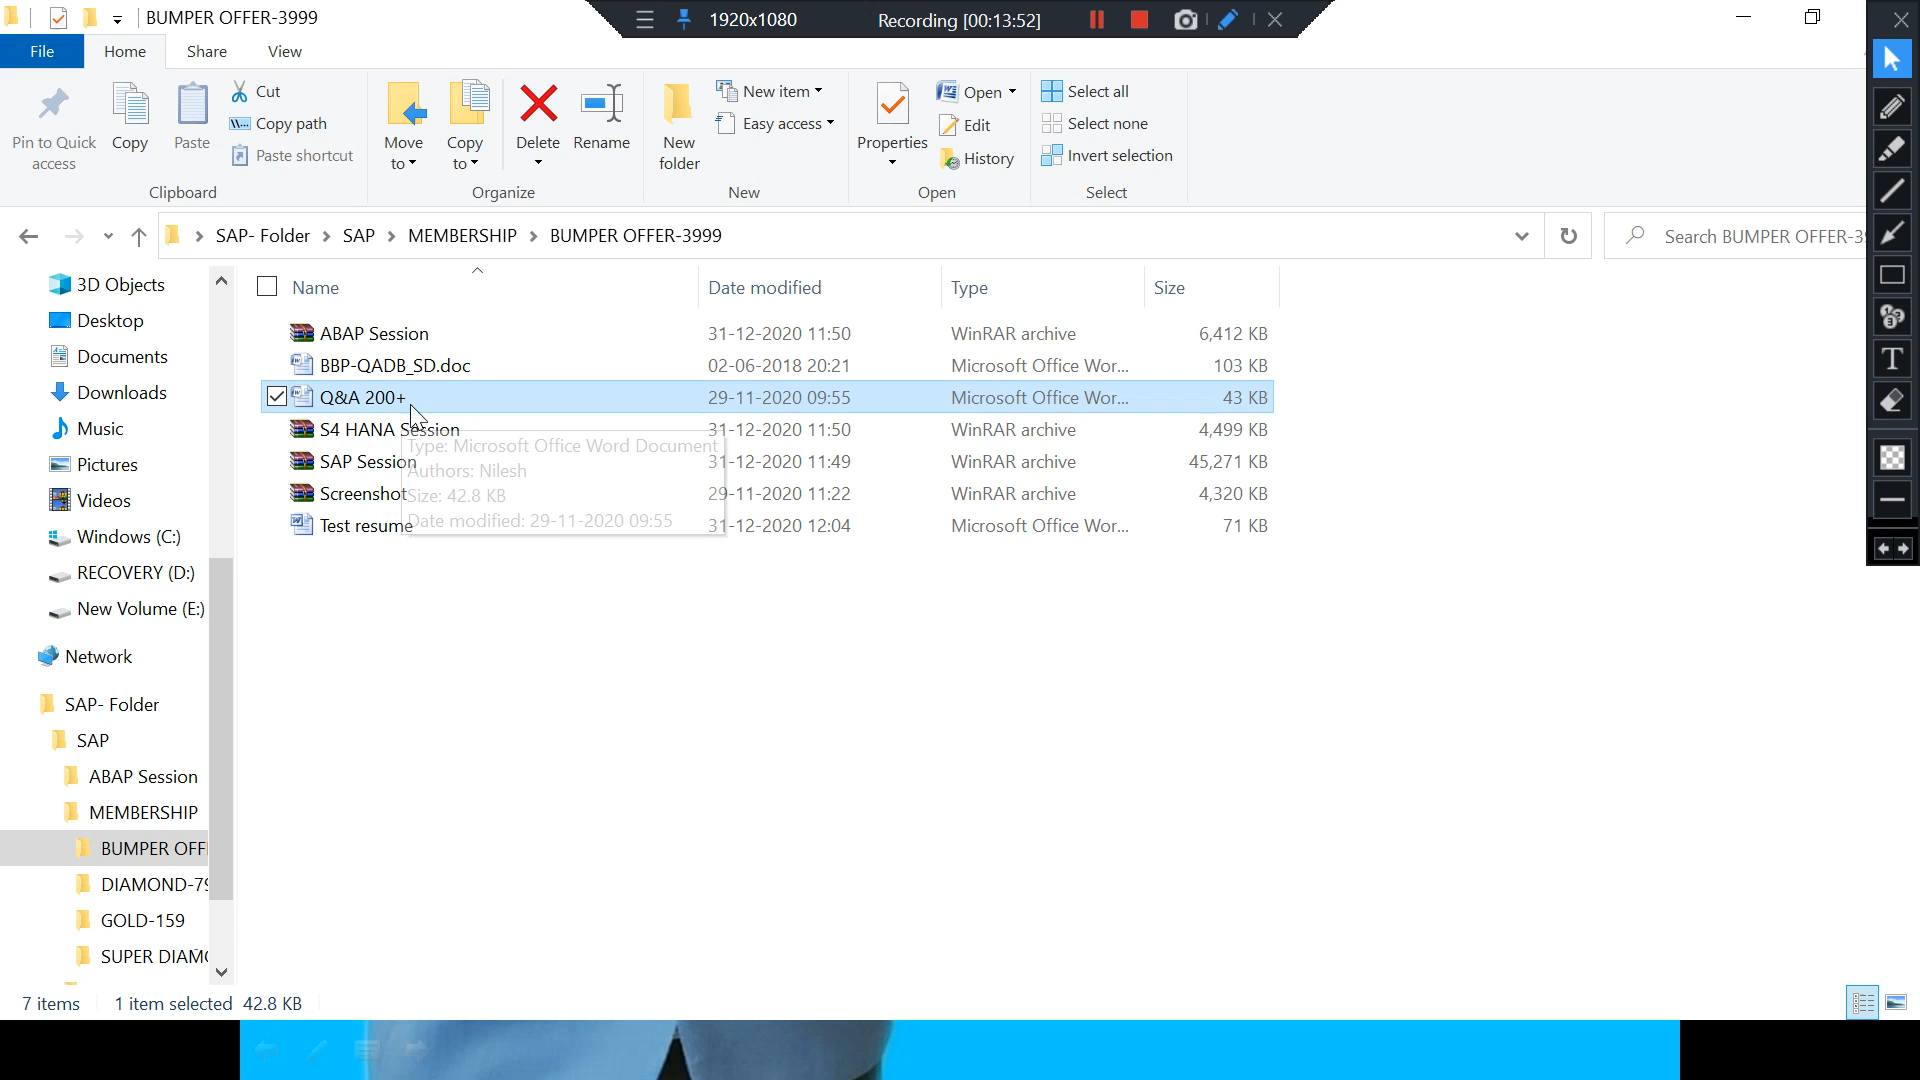 BUMPER OFFER-3999
1920x1080
Recording [00:13:52]
File
Home
Share
View
Pin to Quick access
Copy
Paste
Cut
Copy path
Paste shortcut
Clipboard
Move to
Copy to
Delete
Rename
Organize
New folder
New item
Easy access
New
Properties
Open
Edit
History
Open
Select all
Select none
Invert selection
Select
SAP- Folder
SAP
MEMBERSHIP
BUMPER OFFER-3999
Search BUMPER OFFER-39
3D Objects
Desktop
Documents
Downloads
Music
Pictures
Videos
Windows (C:)
RECOVERY (D:)
New Volume (E:)
Network
SAP- Folder
SAP
ABAP Session
MEMBERSHIP
BUMPER OFF
DIAMOND-79
GOLD-159
SUPER DIAMO
Name Date modified Type Size
ABAP Session 31-12-2020 11:50 WinRAR archive 6,412 KB
BBP-QADB_SD.doc 02-06-2018 20:21 Microsoft Office Wor... 103 KB
Q&A 200+ 29-11-2020 09:55 Microsoft Office Wor... 43 KB
S4 HANA Session 31-12-2020 11:50 WinRAR archive 4,499 KB
SAP Session 31-12-2020 11:49 WinRAR archive 45,271 KB
Screenshot 29-11-2020 11:22 WinRAR archive 4,320 KB
Test resume 31-12-2020 12:04 Microsoft Office Wor... 71 KB
Type: Microsoft Office Word Document
Authors: Nilesh
Size: 42.8 KB
Date modified: 29-11-2020 09:55
7 items
1 item selected 42.8 KB
T